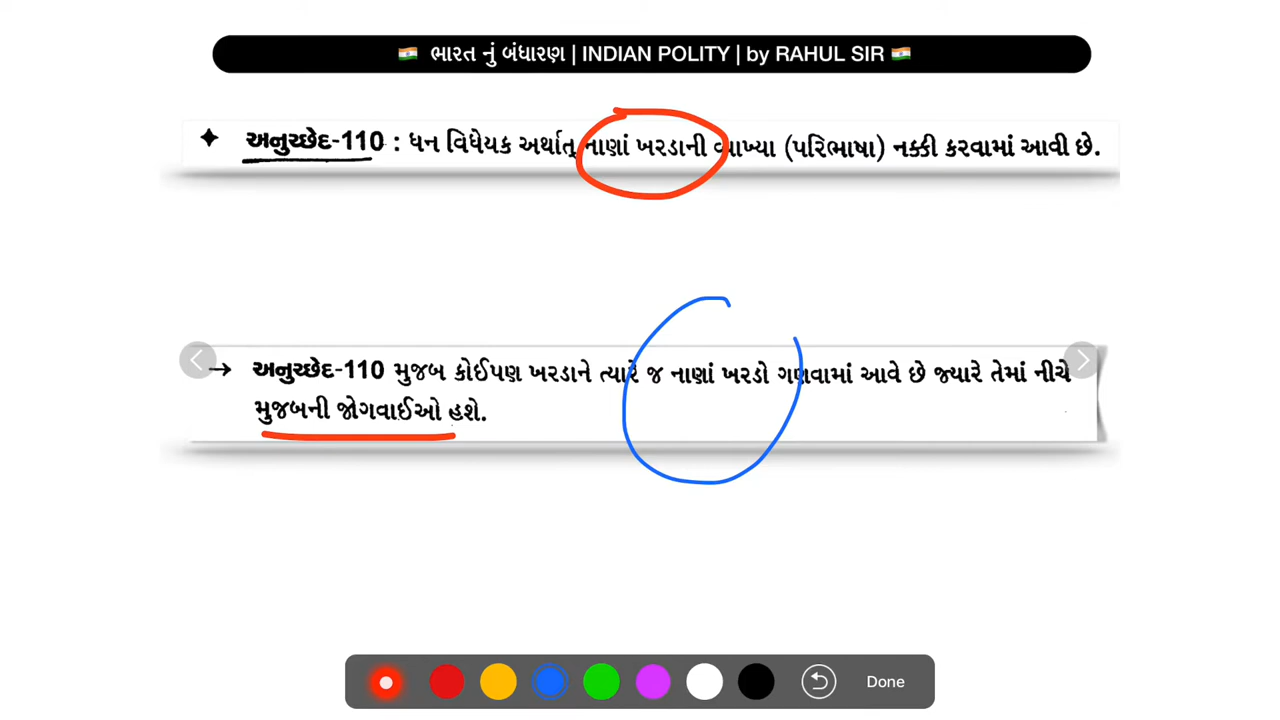 🇮🇳 ભારત નું બંધારણ | INDIAN POLITY | by RAHUL SIR 🇮🇳
✦ અનુચ્છેદ-110 : ધન વિધેયક અર્થાત્ નાણાં ખરડાની વ્યાખ્યા (પરિભાષા) નક્કી કરવામાં આવી છે.
→ અનુચ્છેદ-110 મુજબ કોઈપણ ખરડાને ત્યારે જ નાણાં ખરડો ગણવામાં આવે છે જ્યારે તેમાં નીચે
મુજબની જોગવાઈઓ હશે.
Done